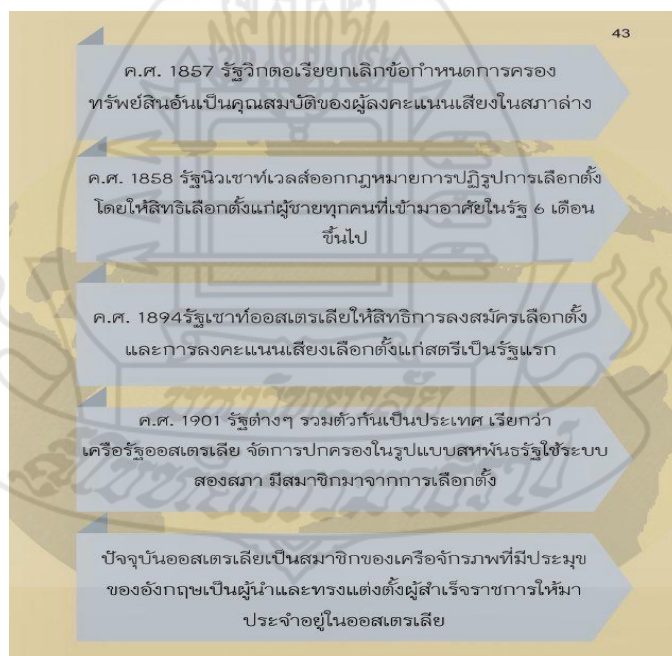 43
ค.ศ. 1857 รัฐวิกตอเรียยกเลิกข้อกำหนดการครอง
ทรัพย์สินอันเป็นคุณสมบัติของผู้ลงคะแนนเสียงในสภาล่าง
ค.ศ. 1858 รัฐนิวเซาท์เวลส์ออกกฎหมายการปฏิรูปการเลือกตั้ง
โดยให้สิทธิเลือกตั้งแก่ผู้ชายทุกคนที่เข้ามาอาศัยในรัฐ 6 เดือน
ขึ้นไป
ค.ศ. 1894รัฐเซาท์ออสเตรเลียให้สิทธิการลงสมัครเลือกตั้ง
และการลงคะแนนเสียงเลือกตั้งแก่สตรีเป็นรัฐแรก
มหาวิทยาลัย
ค.ศ. 1901 รัฐต่างๆ รวมตัวกันเป็นประเทศ เรียกว่า
เครือรัฐออสเตรเลีย จัดการปกครองในรูปแบบสหพันธรัฐใช้ระบบ
สองสภา มีสมาชิกมาจากการเลือกตั้ง
สุโขทัยธรรมาธิราช
ปัจจุบันออสเตรเลียเป็นสมาชิกของเครือจักรภพที่มีประมุข
ของอังกฤษเป็นผู้นำและทรงแต่งตั้งผู้สำเร็จราชการให้มา
ประจำอยู่ในออสเตรเลีย